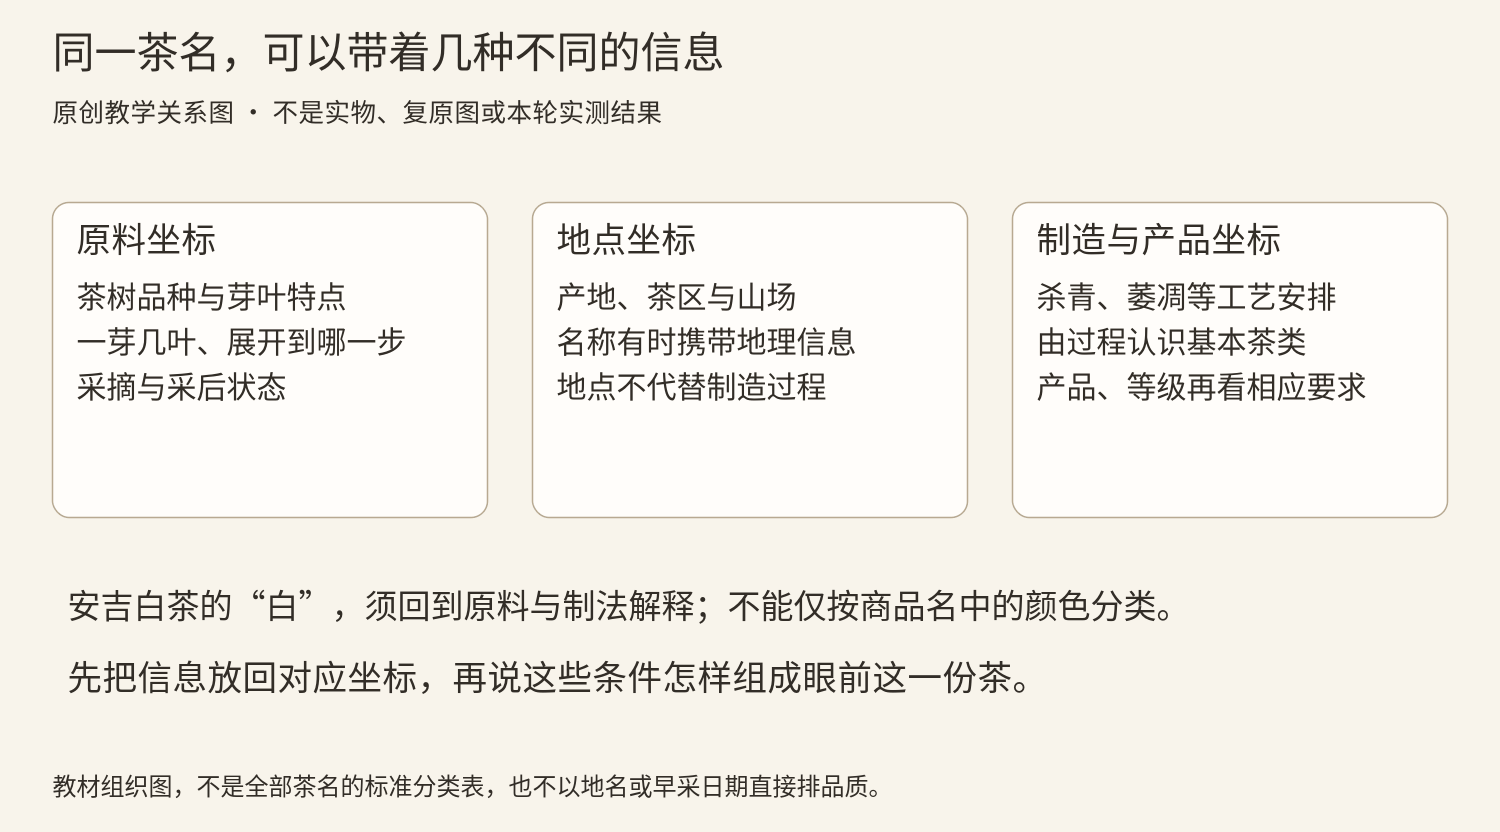 同一茶名，可以带着几种不同的信息
原创教学关系图 · 不是实物、复原图或本轮实测结果
原料坐标
茶树品种与芽叶特点
一芽几叶、展开到哪一步
采摘与采后状态
地点坐标
产地、茶区与山场
名称有时携带地理信息
地点不代替制造过程
制造与产品坐标
杀青、萎凋等工艺安排
由过程认识基本茶类
产品、等级再看相应要求
安吉白茶的“白”，须回到原料与制法解释；不能仅按商品名中的颜色分类。
先把信息放回对应坐标，再说这些条件怎样组成眼前这一份茶。
教材组织图，不是全部茶名的标准分类表，也不以地名或早采日期直接排品质。